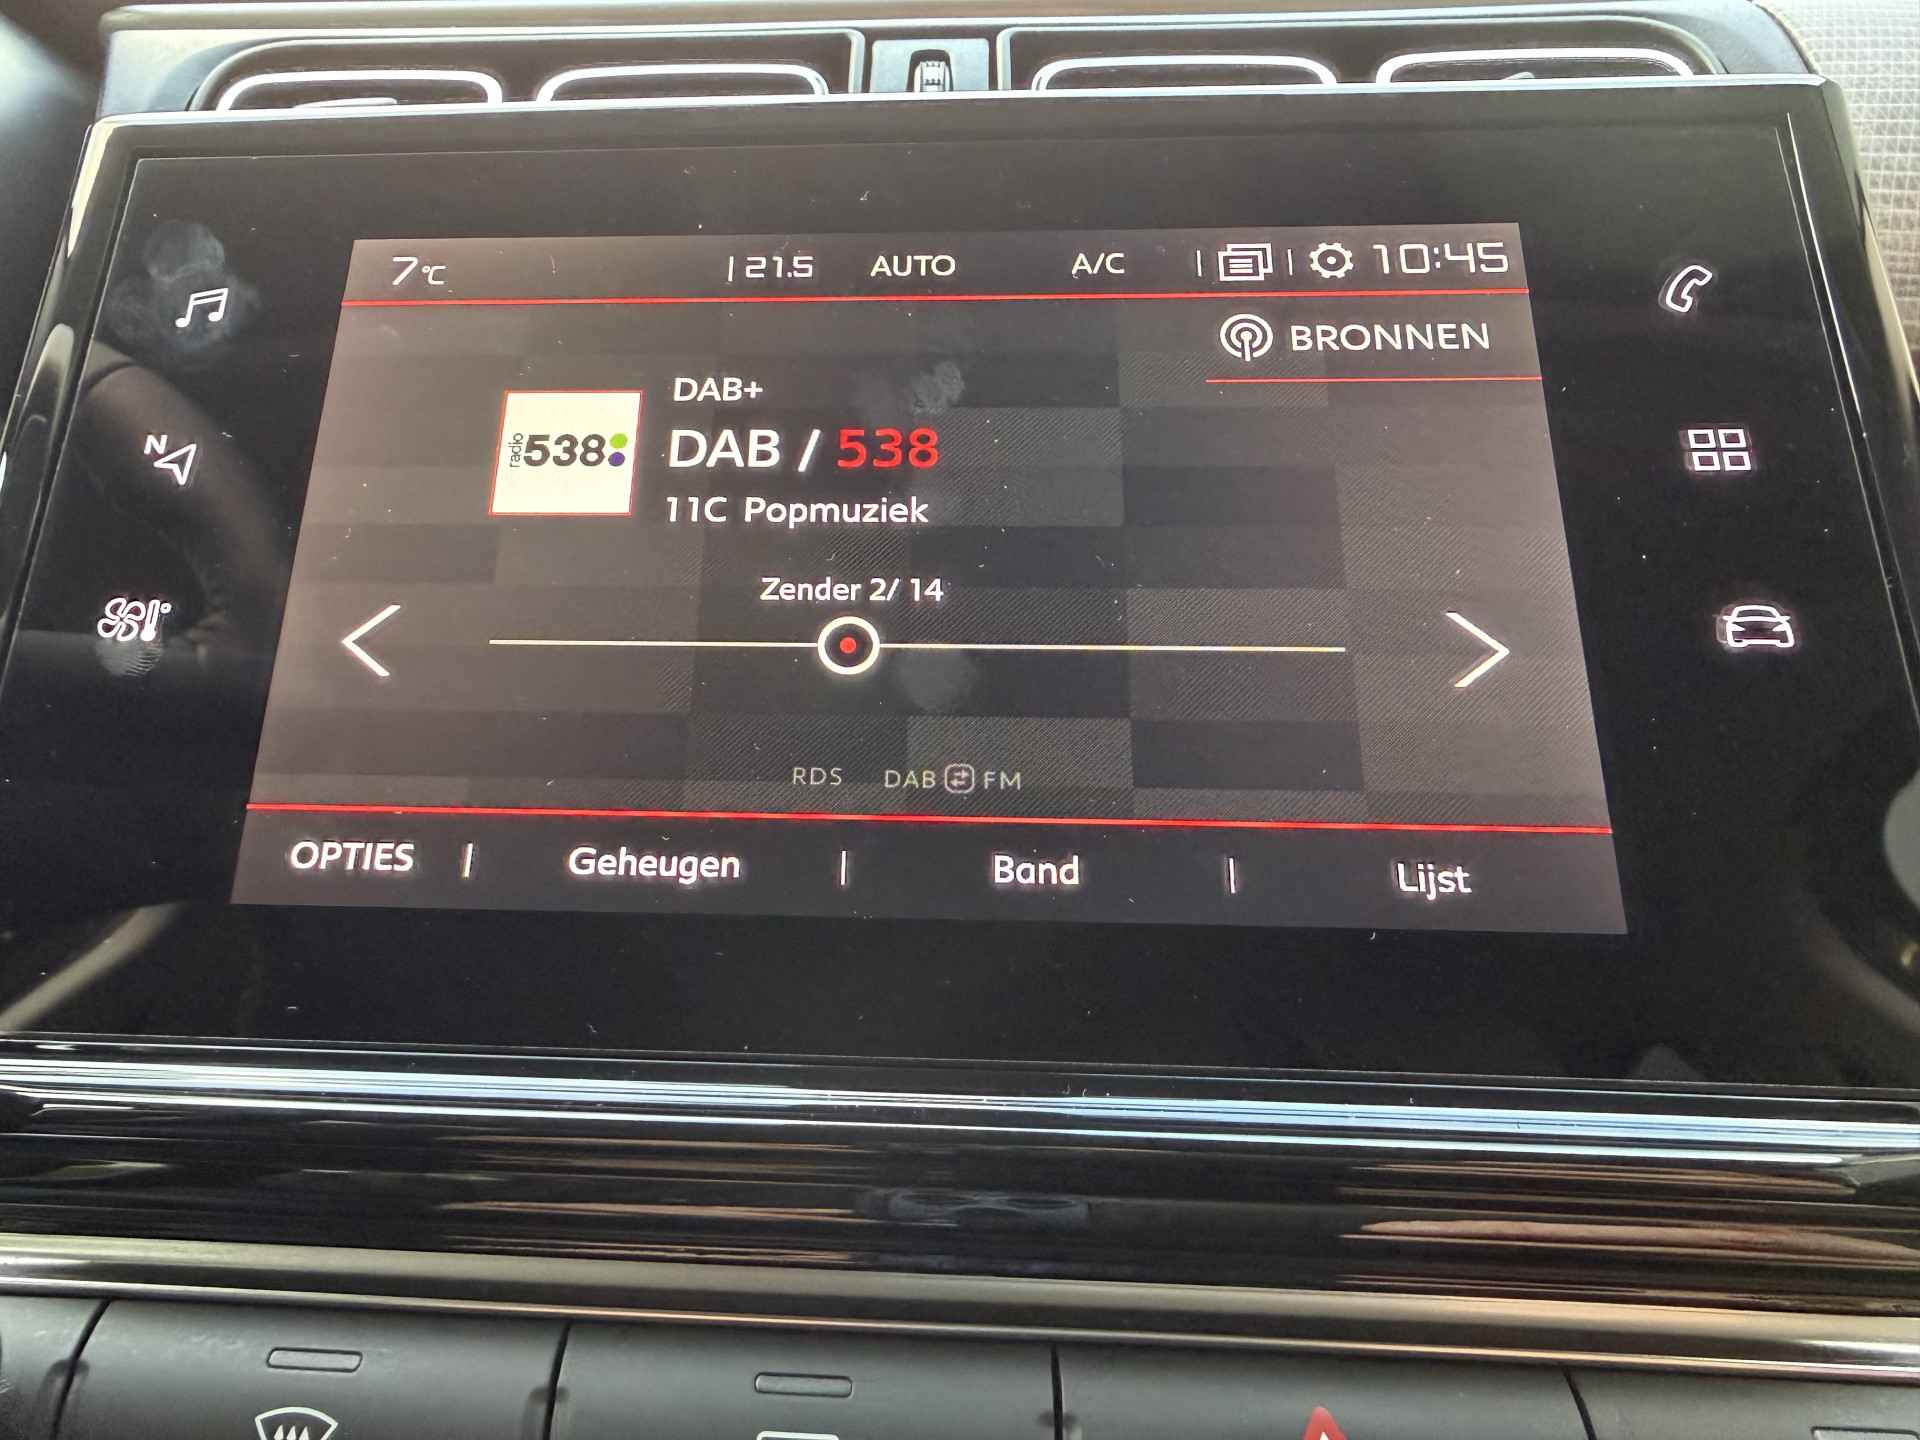 7°C | 21.5 AUTO A/C | | 10:45
BRONNEN
DAB+
radio 538
DAB / 538
11C Popmuziek
Zender 2/ 14
N
RDS DAB FM
OPTIES | Geheugen | Band | Lijst